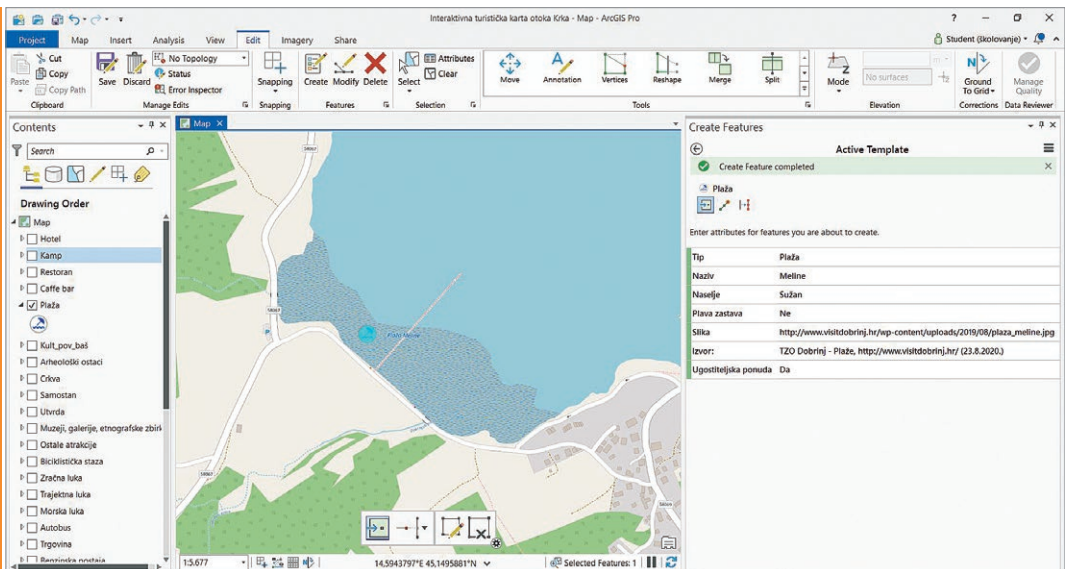 Interaktivna turistička karta otoka Krka - Map - ArcGIS Pro
?
Project Map Insert Analysis View Edit Imagery Share
Student (školovanje)
Paste
Cut
Copy
Copy Path
Clipboard
Save Discard
No Topology
Status
Error Inspector
Manage Edits
Snapping
Snapping
Create Modify Delete
Features
Select
Attributes
Clear
Selection
Move Annotation Vertices Reshape Merge Split
Tools
Mode
No surfaces
Elevation
Ground To Grid
Corrections
Manage Quality
Data Reviewer
Contents
Search
Drawing Order
Map
Hotel
Kamp
Restoran
Caffe bar
Plaža
Kult_pov_baš
Arheološki ostaci
Crkva
Samostan
Utvrda
Muzeji, galerije, etnografske zbirk
Ostale atrakcije
Biciklistička staza
Zračna luka
Trajektna luka
Morska luka
Autobus
Trgovina
Benzinska postaja
Map
58067
58067
P
Plaža Meline
58067
1:5.677
14,5943797°E 45,1495881°N
Selected Features: 1
Create Features
Active Template
Create Feature completed
Plaža
Enter attributes for features you are about to create.
Tip Plaža
Naziv Meline
Naselje Sužan
Plava zastava Ne
Slika http://www.visitdobrinj.hr/wp-content/uploads/2019/08/plaza_meline.jpg
Izvor: TZO Dobrinj - Plaže, http://www.visitdobrinj.hr/ (23.8.2020.)
Ugostiteljska ponuda Da